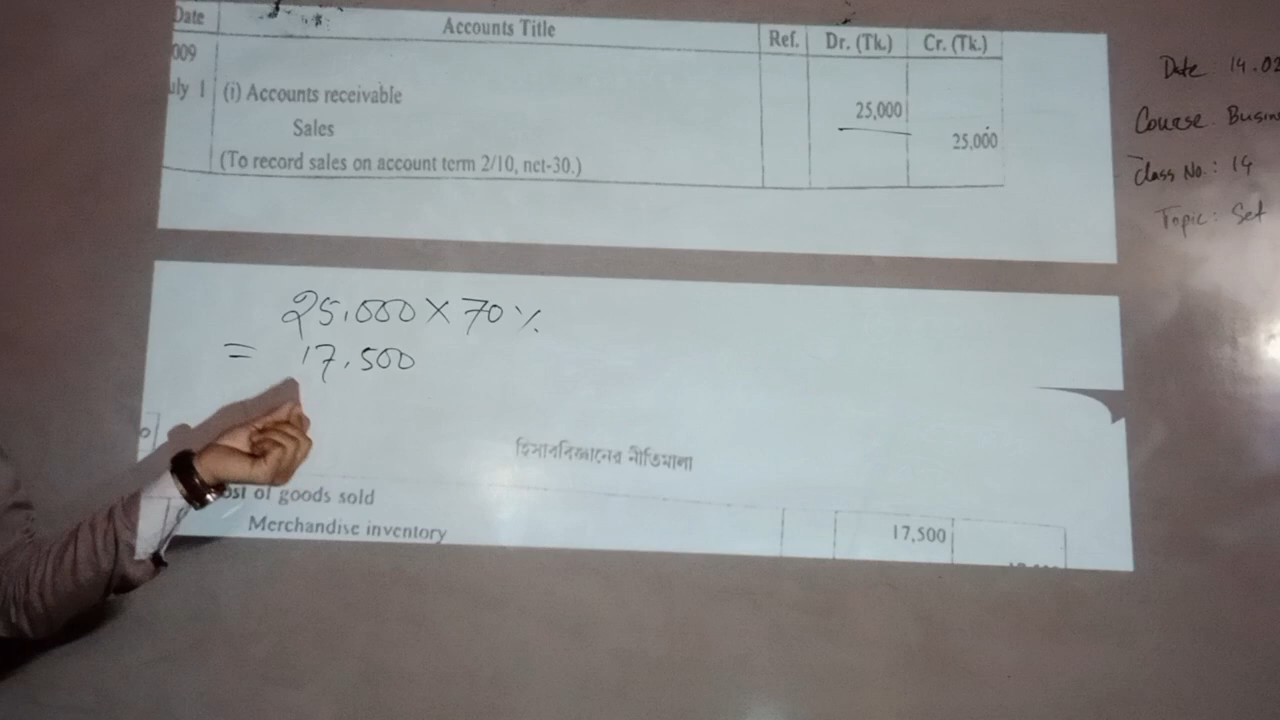 Date Accounts Title Ref. Dr. (Tk.) Cr. (Tk.)
009
uly 1 (i) Accounts receivable 25,000
Sales 25,000
(To record sales on account term 2/10, net-30.)
25,000 × 70%
= 17,500
হিসাববিজ্ঞানের নীতিমালা
ost of goods sold 17,500
Merchandise inventory
Date: 14.02
Course: Busin
Class No.: 14
Topic: Set